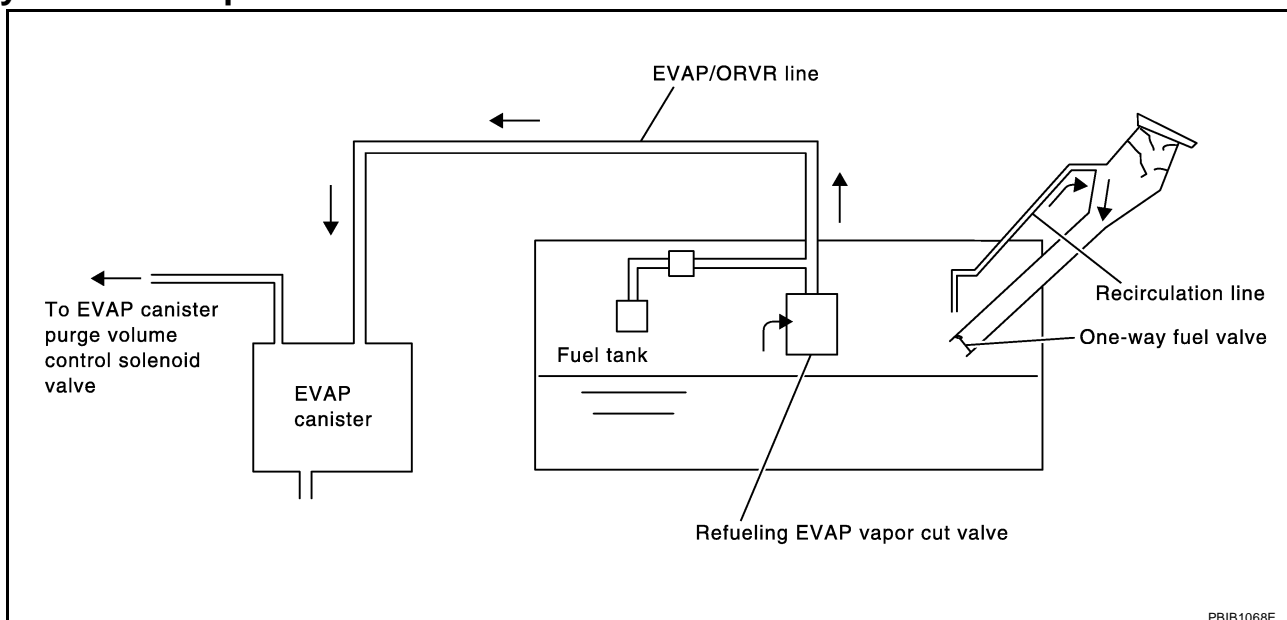 EVAP/ORVR line
To EVAP canister
purge volume
control solenoid
valve
EVAP
canister
Fuel tank
Recirculation line
One-way fuel valve
Refueling EVAP vapor cut valve
PBIB1068E